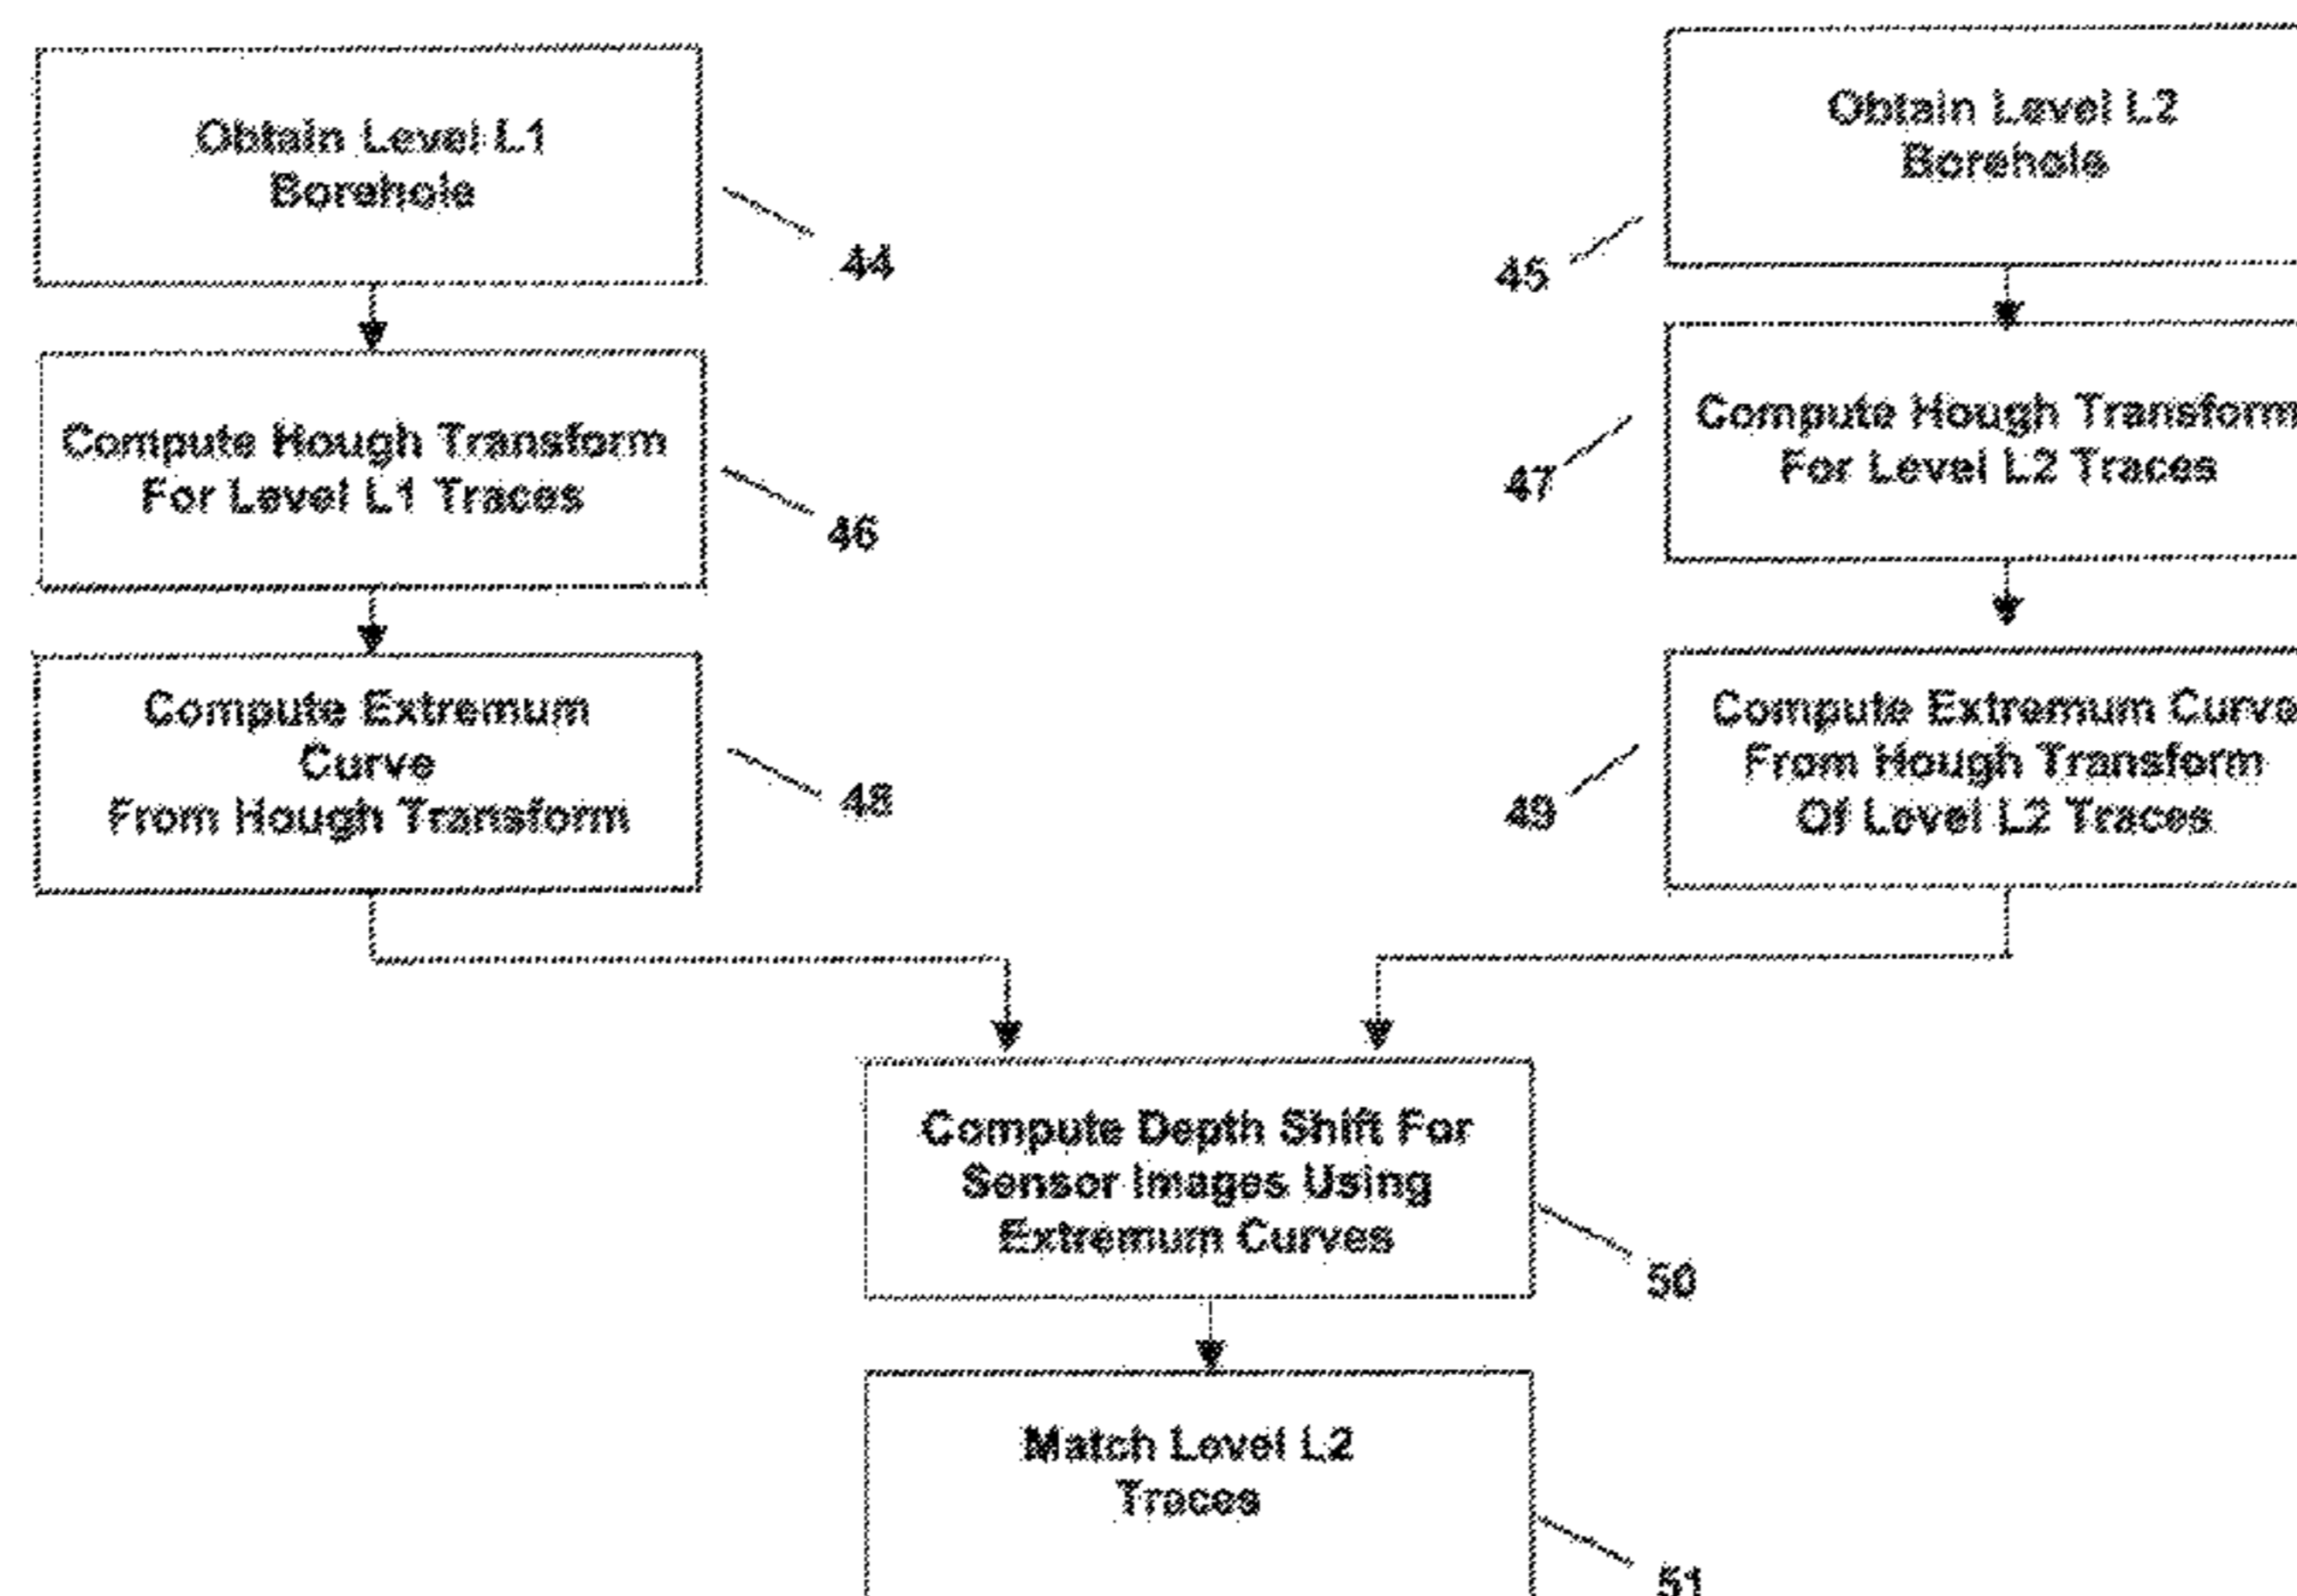 Obtain Level L1
Borehole
44
Compute Hough Transform
For Level L1 Traces
46
Compute Extremum
Curve
From Hough Transform
48
Obtain Level L2
Borehole
45
Compute Hough Transform
For Level L2 Traces
47
Compute Extremum Curve
From Hough Transform
Of Level L2 Traces
49
Compute Depth Shift For
Sensor Images Using
Extremum Curves
50
Match Level L2
Traces
51